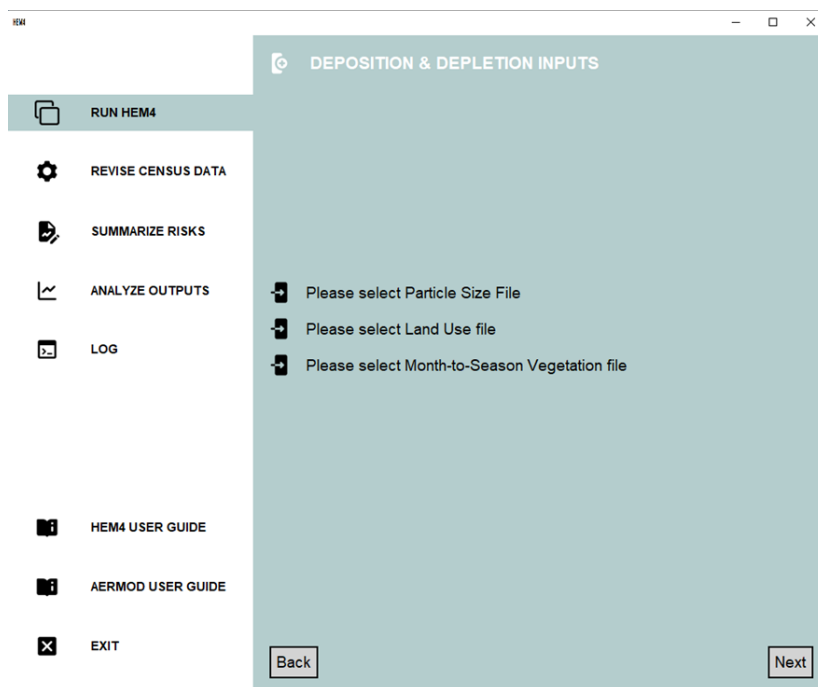 HEM4
DEPOSITION & DEPLETION INPUTS
RUN HEM4
REVISE CENSUS DATA
SUMMARIZE RISKS
ANALYZE OUTPUTS
LOG
Please select Particle Size File
Please select Land Use file
Please select Month-to-Season Vegetation file
HEM4 USER GUIDE
AERMOD USER GUIDE
EXIT
Back
Next